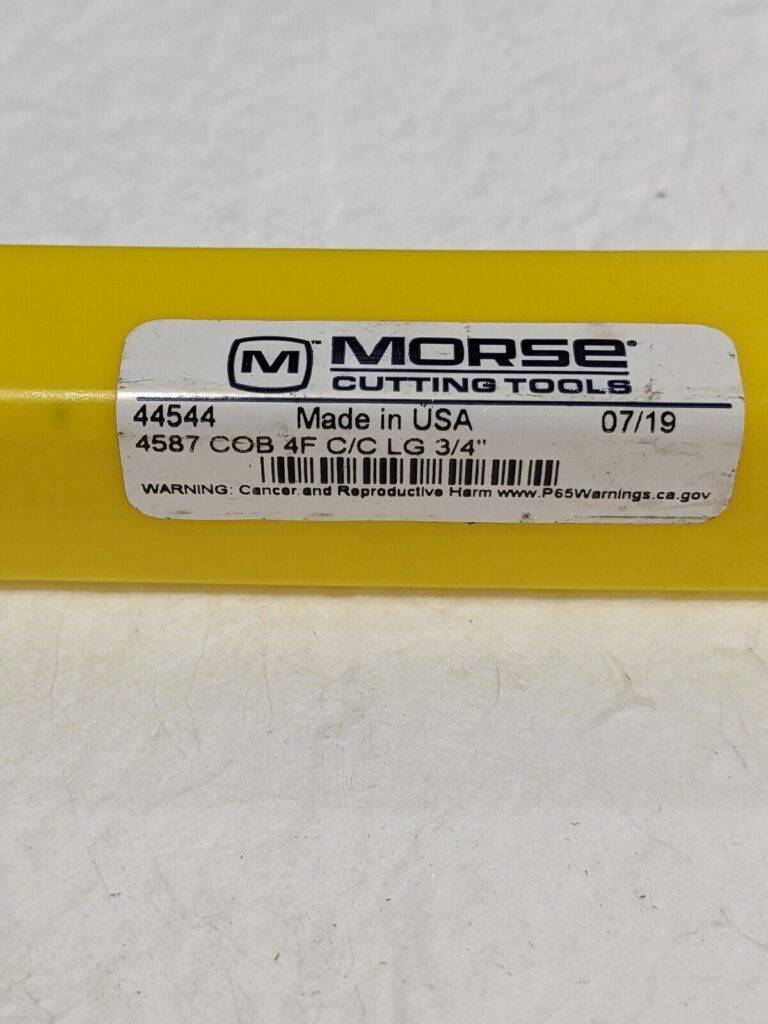 M™ MORSE®
CUTTING TOOLS
44544 Made in USA 07/19
4587 COB 4F C/C LG 3/4"
WARNING: Cancer and Reproductive Harm www.P65Warnings.ca.gov